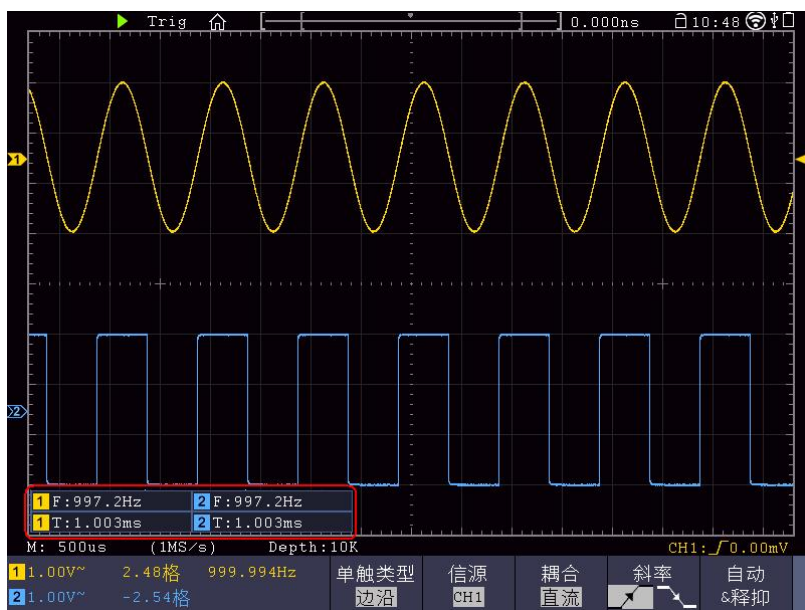 Trig 0.000ns 10:48
1
2
1 F:997.2Hz 2 F:997.2Hz
1 T:1.003ms 2 T:1.003ms
M: 500us (1MS/s) Depth:10K CH1: 0.00mV
1 1.00V~ 2.48格 999.994Hz 单触类型 信源 耦合 斜率 自动
2 1.00V~ -2.54格 边沿 CH1 直流 &释抑